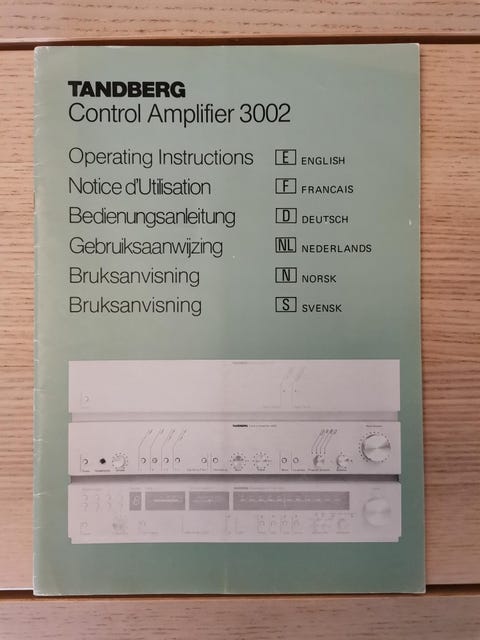 TANDBERG
Control Amplifier 3002
Operating Instructions E ENGLISH
Notice d'Utilisation F FRANCAIS
Bedienungsanleitung D DEUTSCH
Gebruiksaanwijzing NL NEDERLANDS
Bruksanvisning N NORSK
Bruksanvisning S SVENSK
TANDBERG